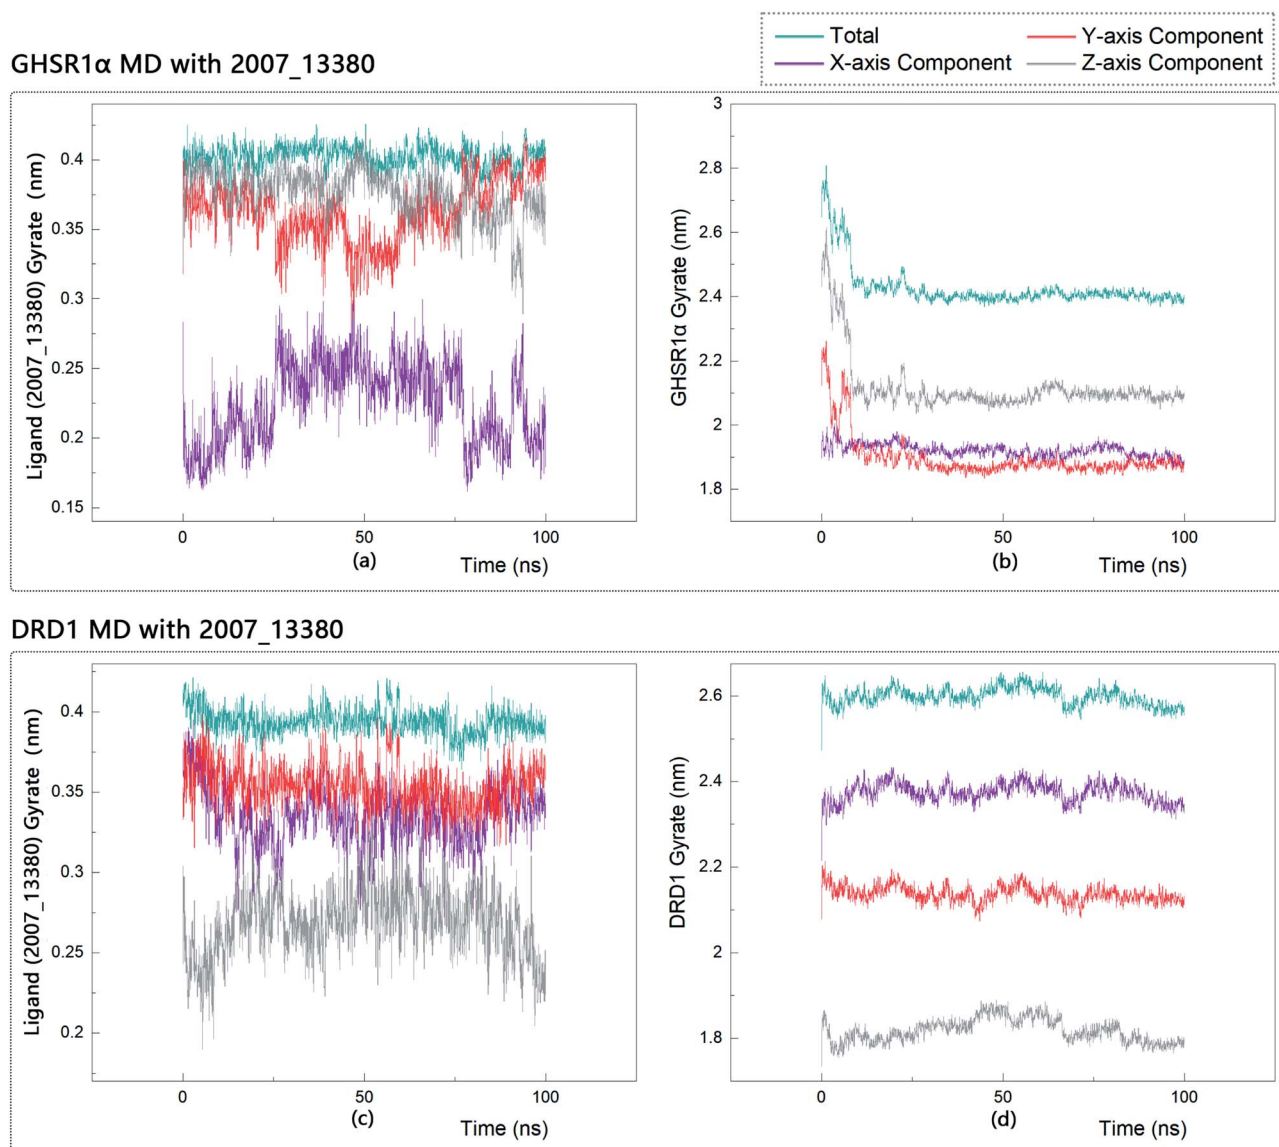 Total
Y-axis Component
X-axis Component
Z-axis Component
GHSR1α MD with 2007_13380
Ligand (2007_13380) Gyrate (nm)
0.4
0.35
0.3
0.25
0.2
0.15
0
50
100
(a)
Time (ns)
GHSR1α Gyrate (nm)
3
2.8
2.6
2.4
2.2
2
1.8
0
50
100
(b)
Time (ns)
DRD1 MD with 2007_13380
Ligand (2007_13380) Gyrate (nm)
0.4
0.35
0.3
0.25
0.2
0
50
100
(c)
Time (ns)
DRD1 Gyrate (nm)
2.6
2.4
2.2
2
1.8
0
50
100
(d)
Time (ns)